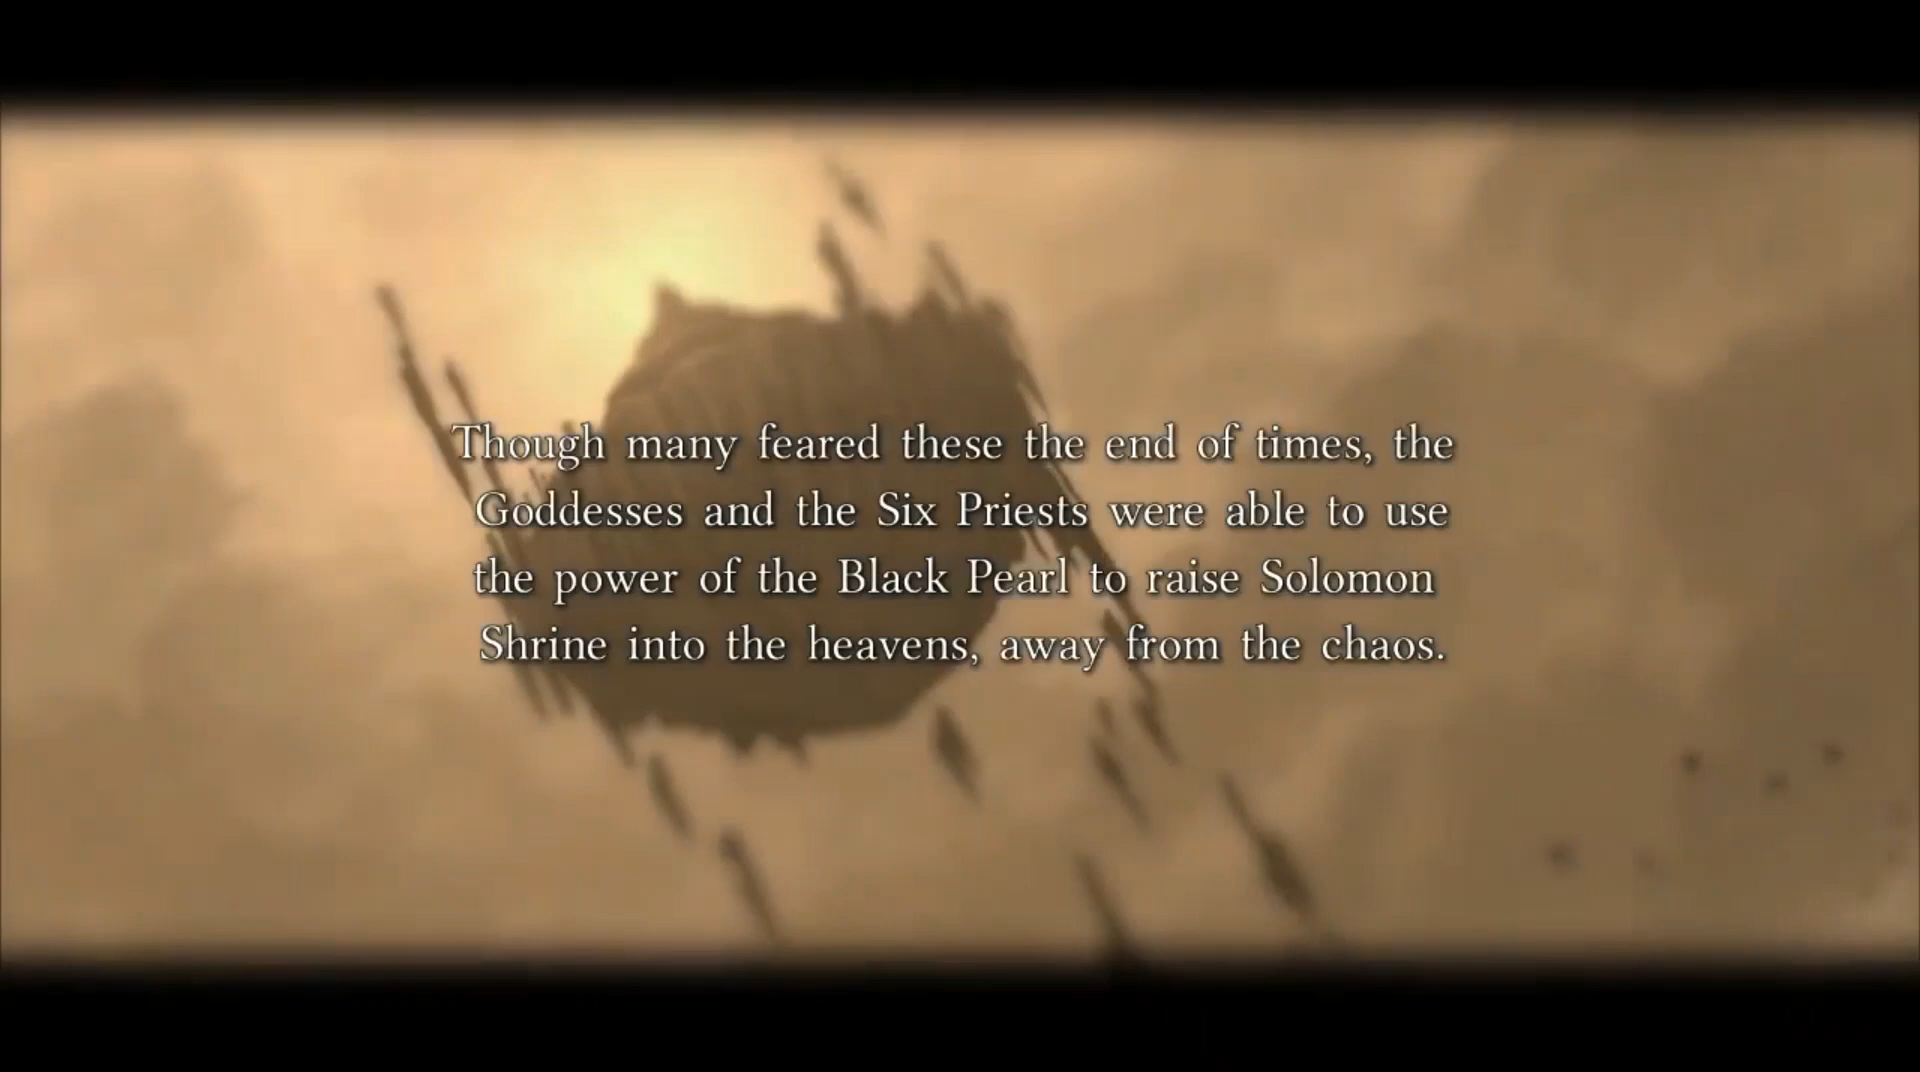 Though many feared these the end of times, the
Goddesses and the Six Priests were able to use
the power of the Black Pearl to raise Solomon
Shrine into the heavens, away from the chaos.